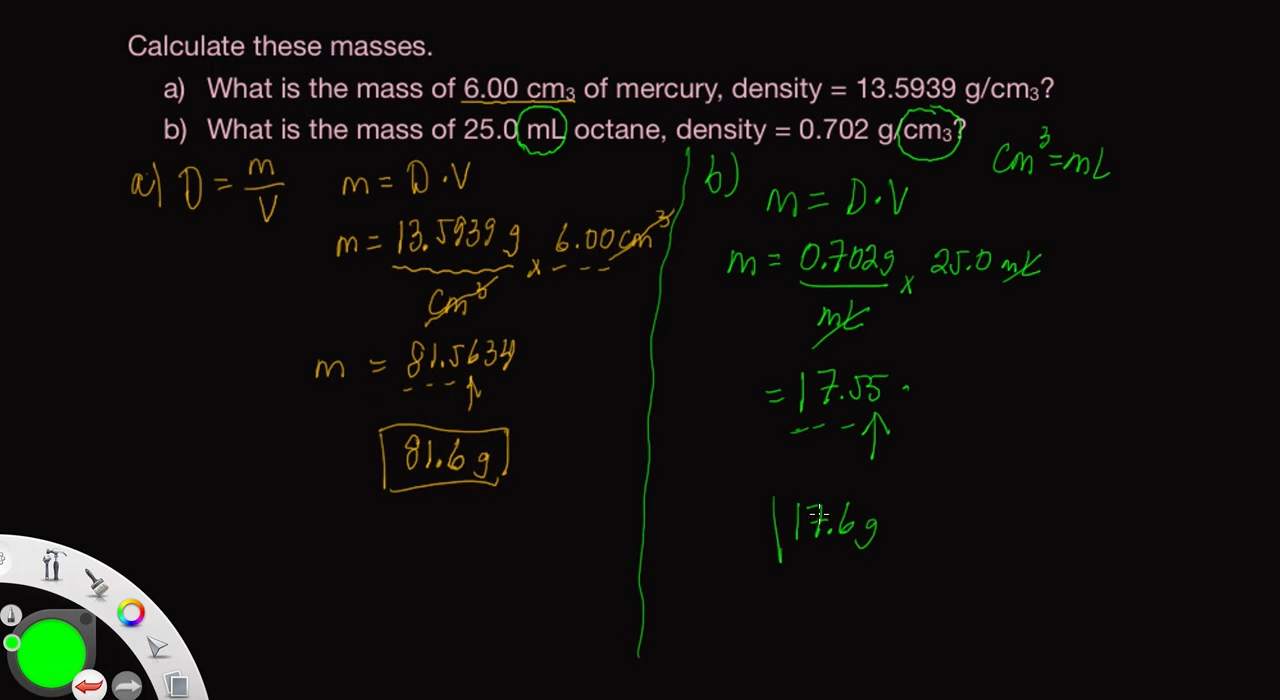 Calculate these masses.
a) What is the mass of 6.00 cm3 of mercury, density = 13.5939 g/cm3?
b) What is the mass of 25.0 mL octane, density = 0.702 g/cm3?
cm³ = mL
a) D = m/V
m = D · V
m = 13.5939 g/cm³ × 6.00 cm³
m = 81.5634
81.6 g
b)
m = D · V
m = 0.702g/mL × 25.0 mL
= 17.55
17.6 g